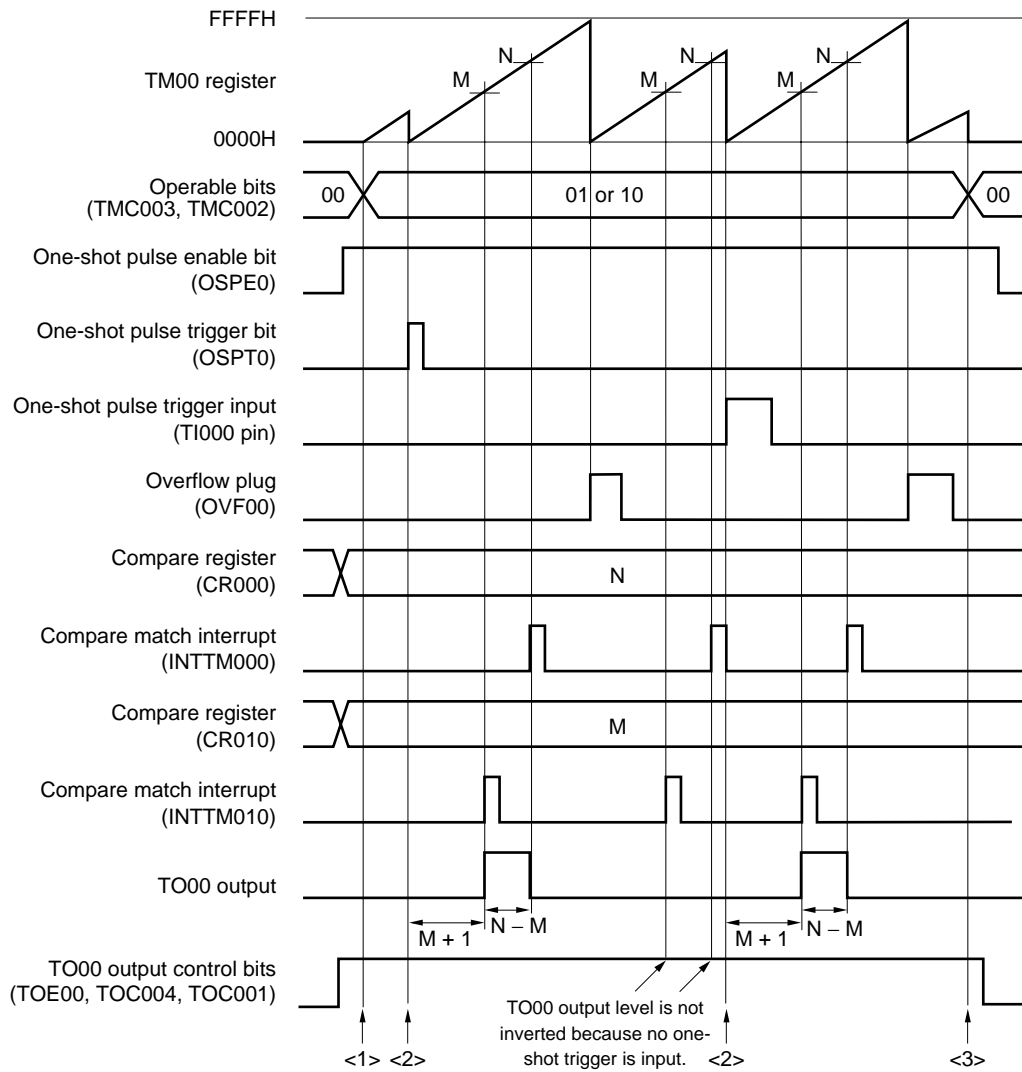 FFFFH
N
N
N
M
M
M
TM00 register
0000H
Operable bits
(TMC003, TMC002)
00
01 or 10
00
One-shot pulse enable bit
(OSPE0)
One-shot pulse trigger bit
(OSPT0)
One-shot pulse trigger input
(TI000 pin)
Overflow plug
(OVF00)
Compare register
(CR000)
N
Compare match interrupt
(INTTM000)
Compare register
(CR010)
M
Compare match interrupt
(INTTM010)
TO00 output
M + 1
N − M
M + 1
N − M
TO00 output control bits
(TOE00, TOC004, TOC001)
TO00 output level is not
inverted because no one-
shot trigger is input.
<1>
<2>
<2>
<3>